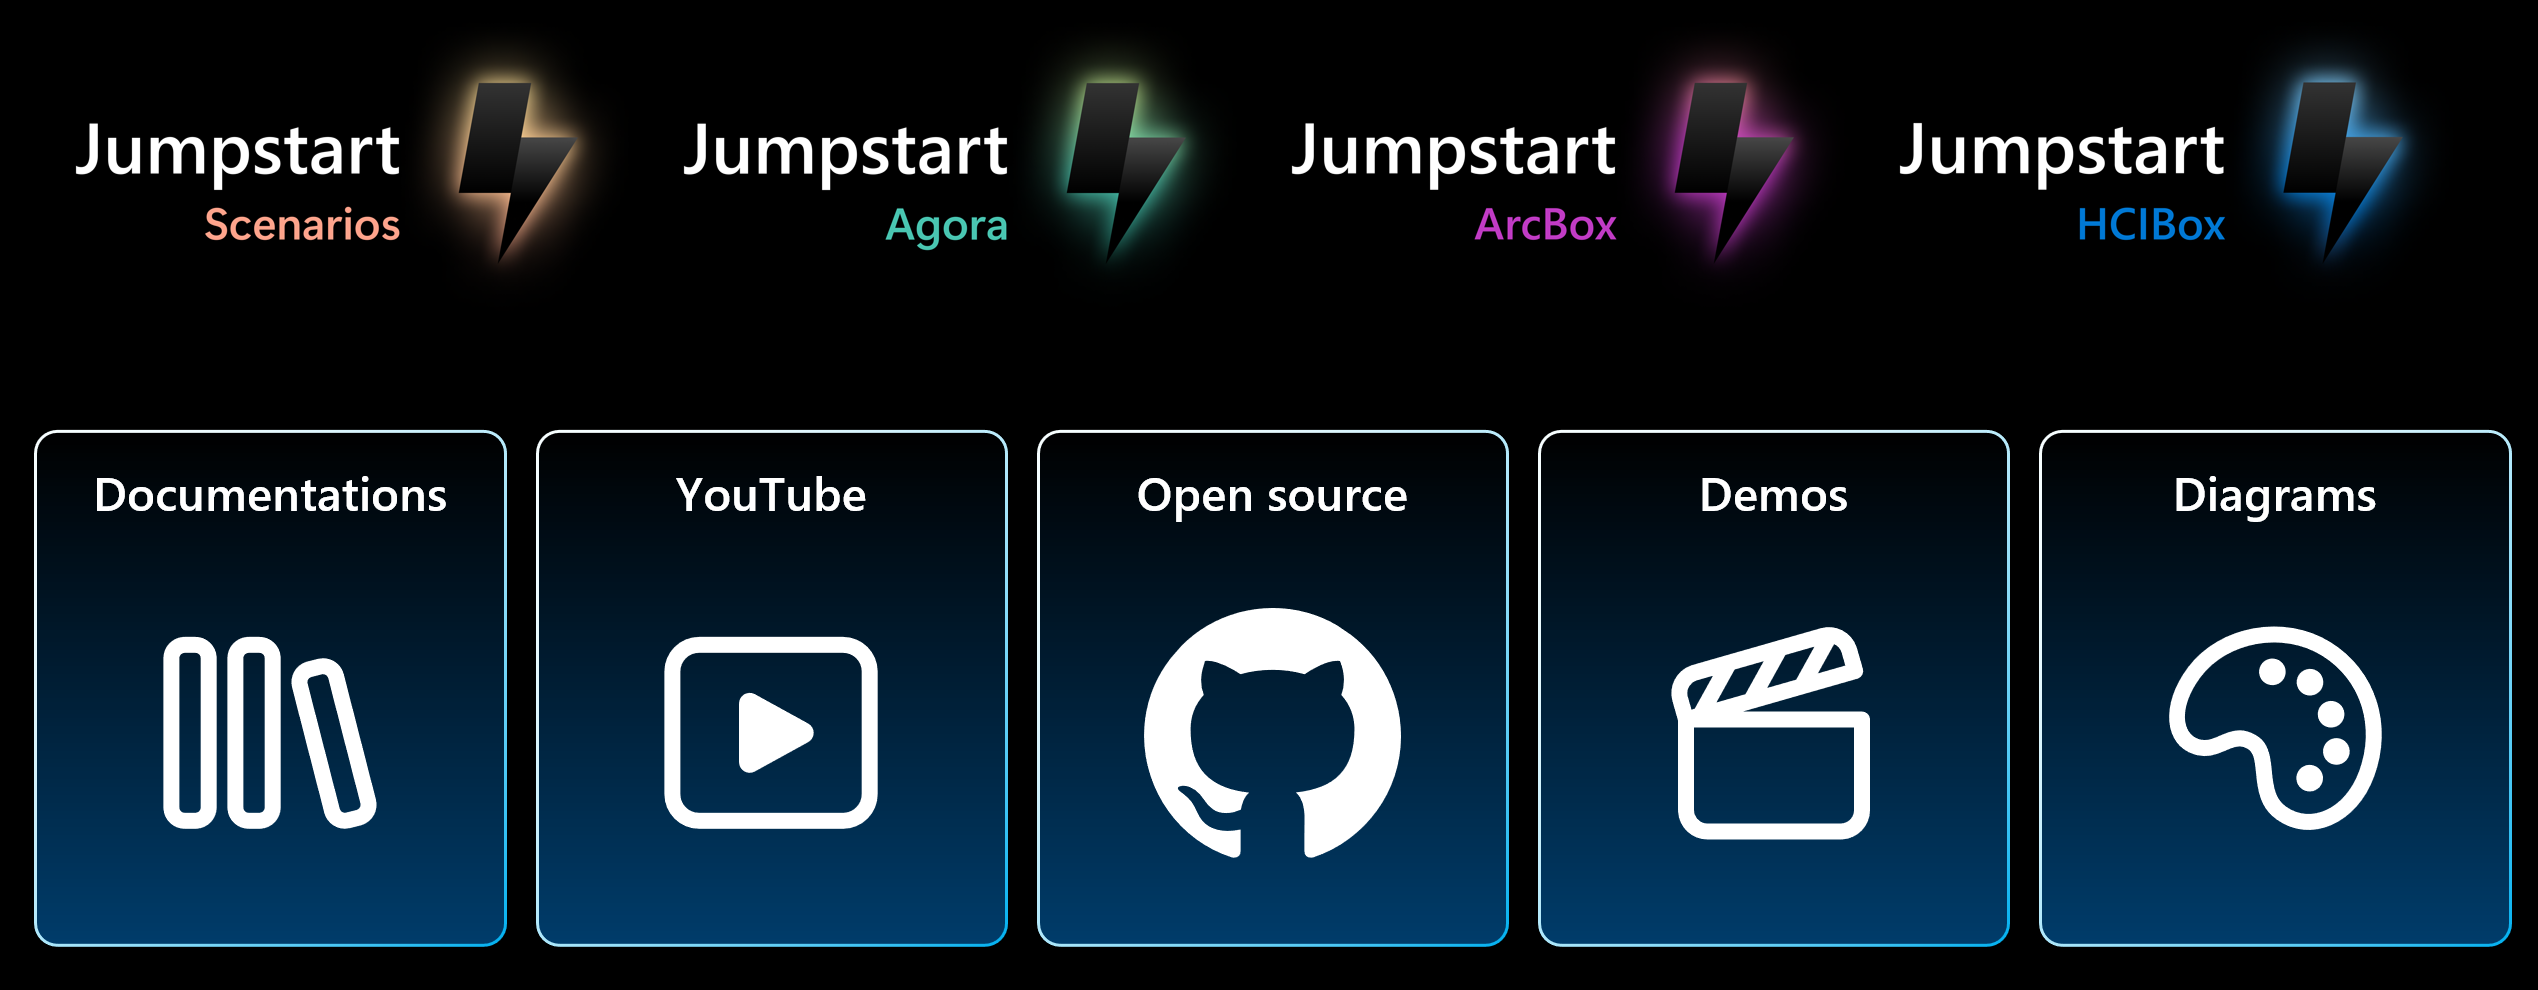 Jumpstart
Scenarios
Jumpstart
Agora
Jumpstart
ArcBox
Jumpstart
HCIBox
Documentations
YouTube
Open source
Demos
Diagrams